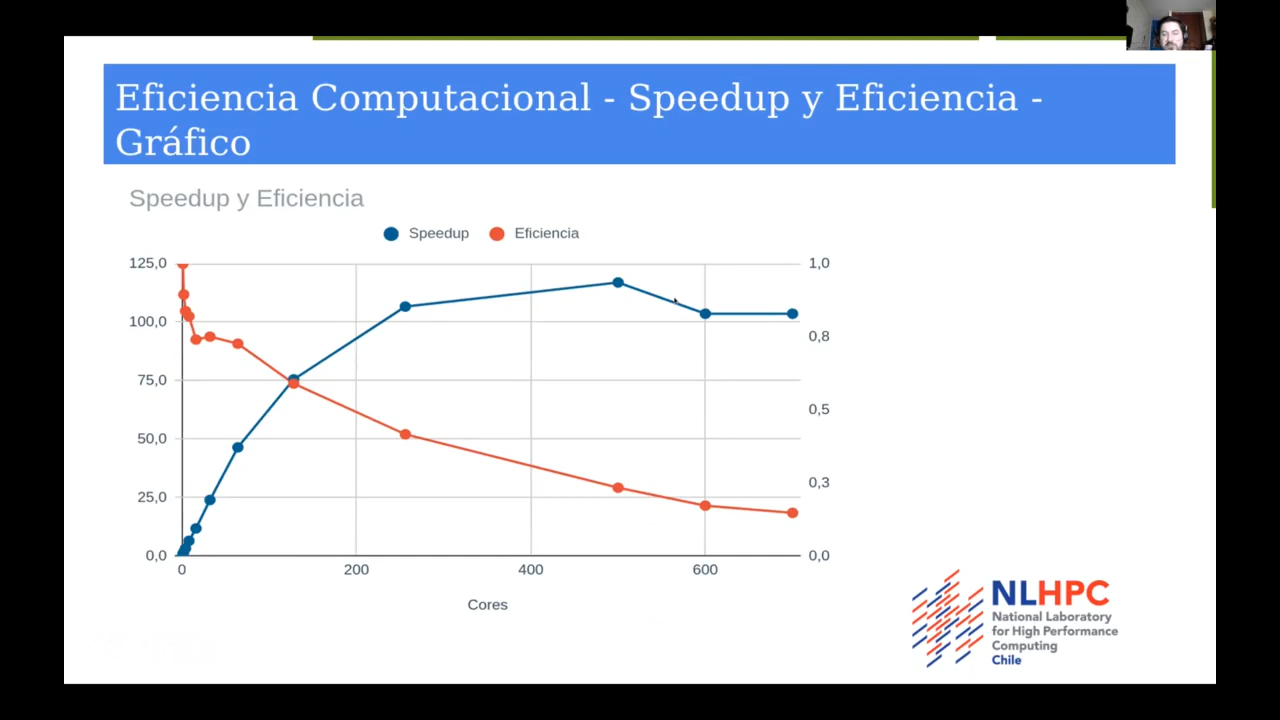 Eficiencia Computacional - Speedup y Eficiencia -
Gráfico
Speedup y Eficiencia
Speedup Eficiencia
125,0
100,0
75,0
50,0
25,0
0,0
1,0
0,8
0,5
0,3
0,0
0 200 400 600
Cores
NLHPC
National Laboratory
for High Performance
Computing
Chile